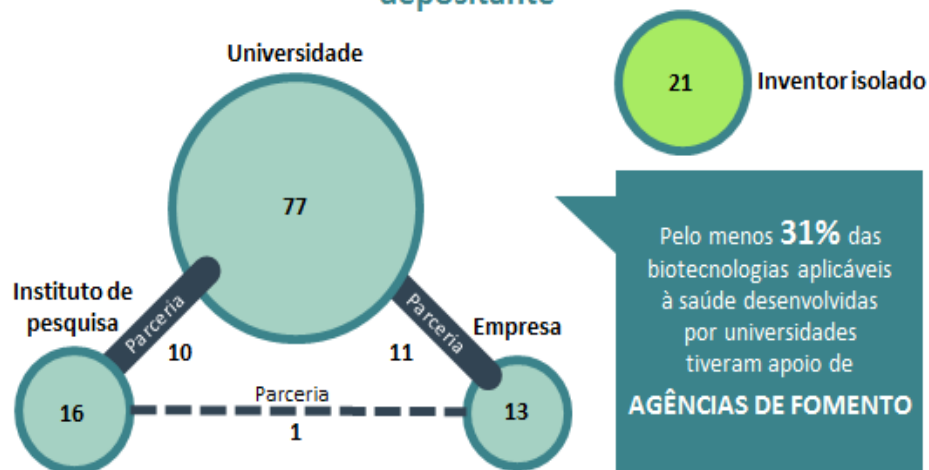 depositante
Universidade
21
Inventor isolado
77
Pelo menos 31% das
biotecnologias aplicáveis
à saúde desenvolvidas
por universidades
tiveram apoio de
AGÊNCIAS DE FOMENTO
Instituto de
pesquisa
Parceria
10
Parceria
11
Empresa
16
Parceria
1
13